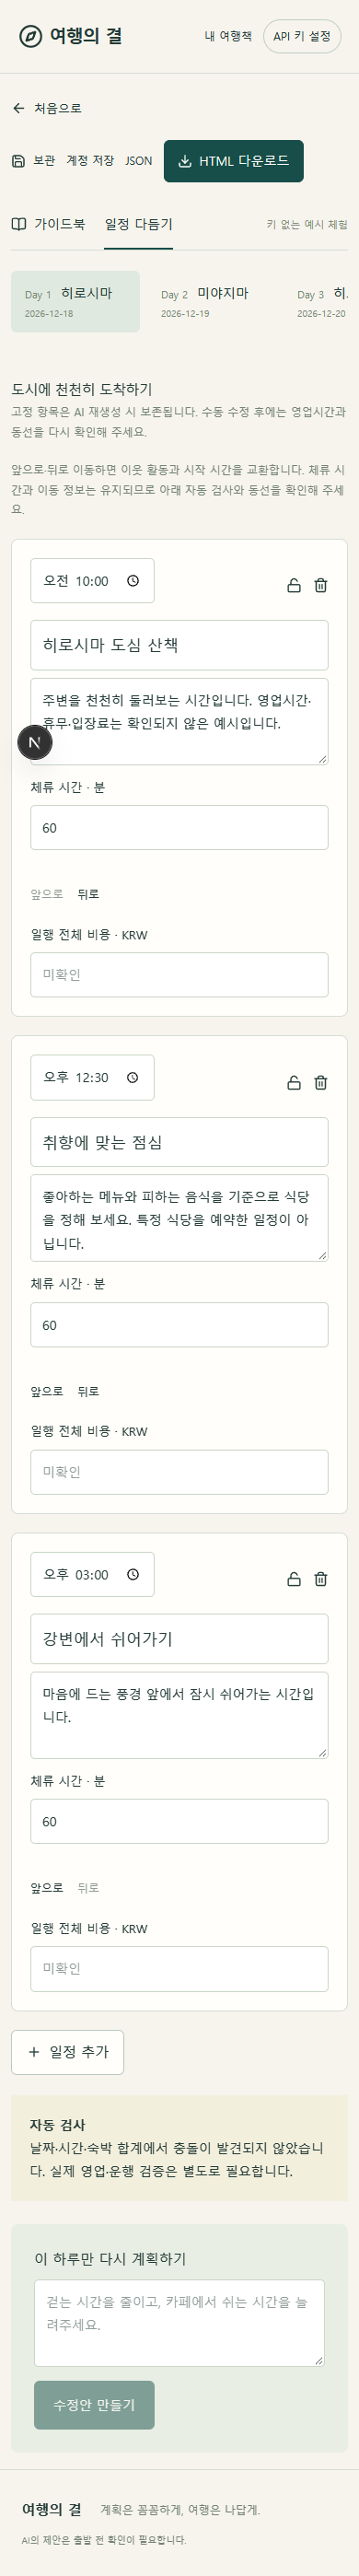 여행의 결
내 여행책
API 키 설정
처음으로
보관 계정 저장 JSON HTML 다운로드
가이드북 일정 다듬기 키 없는 예시 체험
Day 1 히로시마
2026-12-18
Day 2 미야지마
2026-12-19
Day 3 히.
2026-12-20
도시에 천천히 도착하기
고정 항목은 AI 재생성 시 보존됩니다. 수동 수정 후에는 영업시간과
동선을 다시 확인해 주세요.
앞으로·뒤로 이동하면 이웃 활동과 시작 시간을 교환합니다. 체류 시
간과 이동 정보는 유지되므로 아래 자동 검사와 동선을 확인해 주세
요.
오전 10:00
히로시마 도심 산책
주변을 천천히 둘러보는 시간입니다. 영업시간·
휴무·입장료는 확인되지 않은 예시입니다.
N
체류 시간 · 분
60
앞으로 뒤로
일행 전체 비용 · KRW
미확인
오후 12:30
취향에 맞는 점심
좋아하는 메뉴와 피하는 음식을 기준으로 식당
을 정해 보세요. 특정 식당을 예약한 일정이 아
닙니다.
체류 시간 · 분
60
앞으로 뒤로
일행 전체 비용 · KRW
미확인
오후 03:00
강변에서 쉬어가기
마음에 드는 풍경 앞에서 잠시 쉬어가는 시간입
니다.
체류 시간 · 분
60
앞으로 뒤로
일행 전체 비용 · KRW
미확인
+ 일정 추가
자동 검사
날짜·시간·숙박 합계에서 충돌이 발견되지 않았습니
다. 실제 영업·운행 검증은 별도로 필요합니다.
이 하루만 다시 계획하기
걷는 시간을 줄이고, 카페에서 쉬는 시간을 늘
려주세요.
수정안 만들기
여행의 결 계획은 꼼꼼하게, 여행은 나답게.
AI의 제안은 출발 전 확인이 필요합니다.